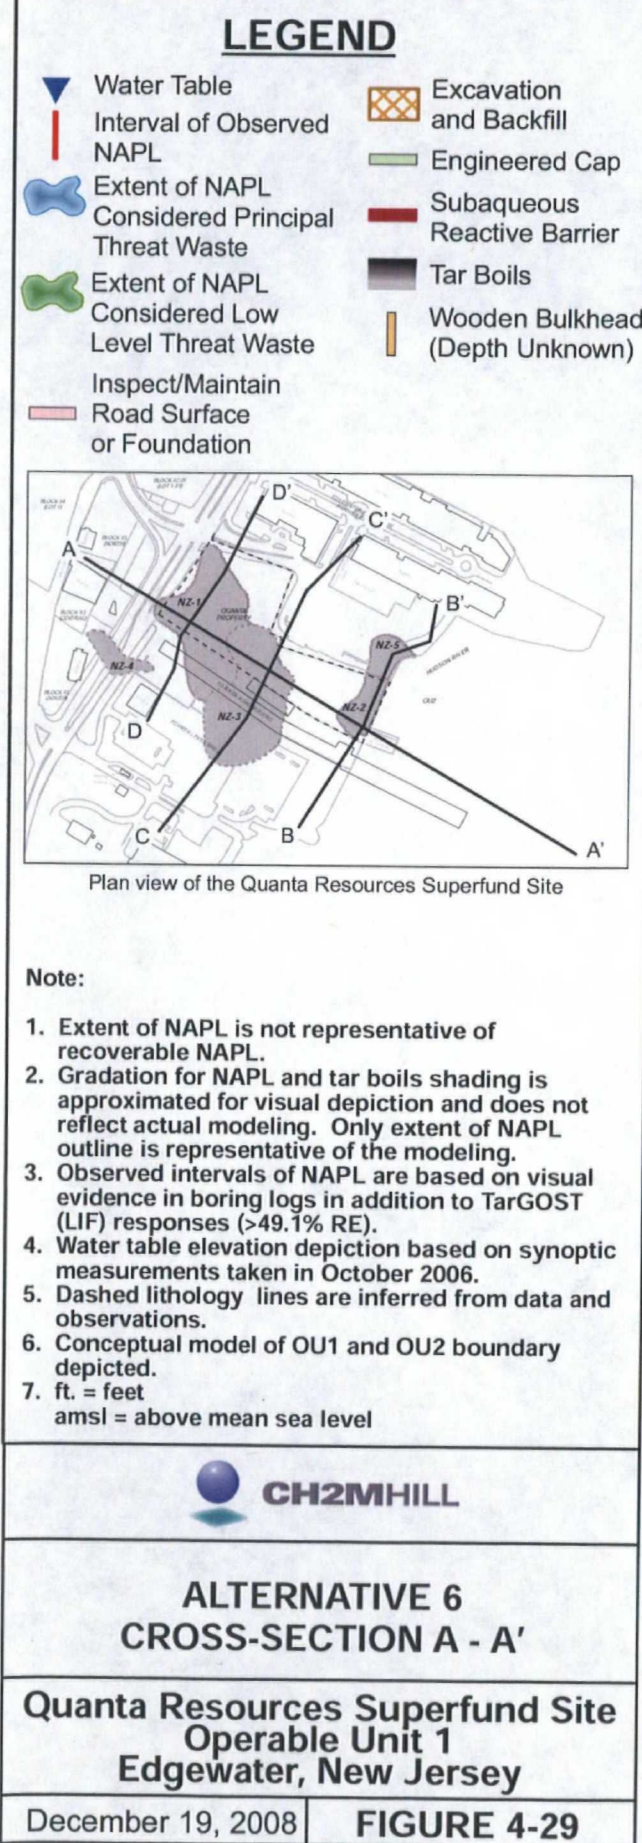 LEGEND
Water Table
Interval of Observed
NAPL
Extent of NAPL
Considered Principal
Threat Waste
Extent of NAPL
Considered Low
Level Threat Waste
Inspect/Maintain
Road Surface
or Foundation
Excavation
and Backfill
Engineered Cap
Subaqueous
Reactive Barrier
Tar Boils
Wooden Bulkhead
(Depth Unknown)
D'
C'
A
B'
NZ-1
QUANTA
PROPERTY
NZ-5
HUDSON RIVER
NZ-4
OU2
NZ-2
NZ-3
D
C
B
A'
Plan view of the Quanta Resources Superfund Site
Note:
1. Extent of NAPL is not representative of
recoverable NAPL.
2. Gradation for NAPL and tar boils shading is
approximated for visual depiction and does not
reflect actual modeling. Only extent of NAPL
outline is representative of the modeling.
3. Observed intervals of NAPL are based on visual
evidence in boring logs in addition to TarGOST
(LIF) responses (>49.1% RE).
4. Water table elevation depiction based on synoptic
measurements taken in October 2006.
5. Dashed lithology lines are inferred from data and
observations.
6. Conceptual model of OU1 and OU2 boundary
depicted.
7. ft. = feet
amsl = above mean sea level
CH2MHILL
ALTERNATIVE 6
CROSS-SECTION A - A'
Quanta Resources Superfund Site
Operable Unit 1
Edgewater, New Jersey
December 19, 2008
FIGURE 4-29